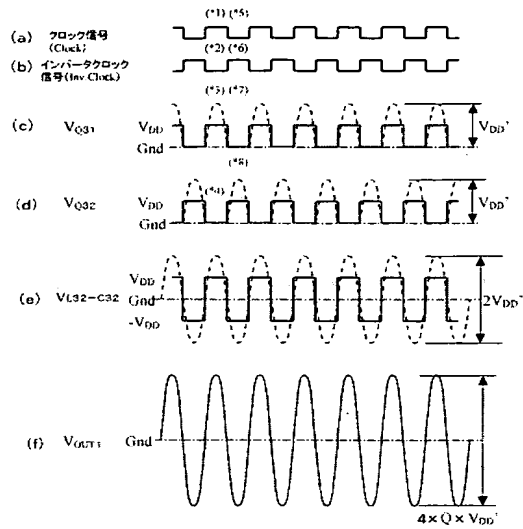 (*1) (*5)
(a) クロック信号
(Clock)
(*2) (*6)
(b) インバータクロック
信号(Inv.Clock)
(*3) (*7)
(c) VQ31 VDD VDD'
Gnd
(*8)
(d) VQ32 VDD (*4) VDD'
Gnd
VDD
(e) VL32-C32 Gnd 2VDD'
-VDD
(f) VOUT3 Gnd
4×Q×VDD'